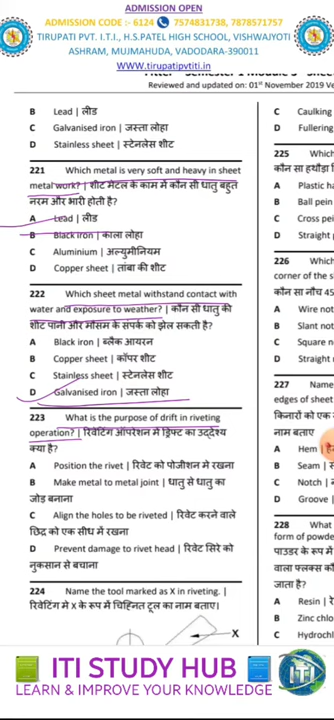 ADMISSION OPEN
ADMISSION CODE :- 6124 7574831738, 7878571757
TIRUPATI PVT. I.T.I., H.S.PATEL HIGH SCHOOL, VISHWAJYOTI
ASHRAM, MUJMAHUDA, VADODARA-390011
WWW.tirupatipvtiti.in
Reviewed and updated on: 01st November 2019 Ve
B Lead | लीड
C Galvanised iron | जस्ता लोहा
D Stainless sheet | स्टेनलेस शीट
221 Which metal is very soft and heavy in sheet
metal work? | शीट मेटल के काम में कौन सी धातु बहुत
नरम और भारी होती है?
A Lead | लीड
B Black iron | काला लोहा
C Aluminium | अल्युमीनियम
D Copper sheet | तांबा की शीट
222 Which sheet metal withstand contact with
water and exposure to weather? | कौन सी धातु की
शीट पानी और मौसम के संपर्क को झेल सकती है?
A Black iron | ब्लैक आयरन
B Copper sheet | कॉपर शीट
C Stainless sheet | स्टेनलेस शीट
D Galvanised iron | जस्ता लोहा
223 What is the purpose of drift in riveting
operation? | रिवेटिंग ऑपरेशन में ड्रिफ्ट का उद्देश्य
क्या है?
A Position the rivet | रिवेट को पोजीशन मे रखना
B Make metal to metal joint | धातु से धातु का
जोड़ बनाना
C Align the holes to be riveted | रिवेट करने वाले
छिद्र को एक सीध में रखना
D Prevent damage to rivet head | रिवेट सिरे को
नुकसान से बचाना
224 Name the tool marked as X in riveting. |
रिवेटिंग मे X के रूप में चिह्नित टूल का नाम बताए।
X
C Caulking
D Fullering
225 Which
कौन सा हथौड़ा
A Plastic ha
B Ball pein
C Cross pei
D Straight
226 Which
corner of the s
कौन सा नौच 45
A Wire not
B Slant not
C Square n
D Straight
227 Name
edges of sheet
किनारों को एक
नाम बताए
A Hem |
B Seam |
C Notch |
D Groove |
228 What
form of powde
पाउडर के रूप में
वाला फ्लक्स कौ
जाता है?
A Resin |
B Zinc chlo
C Hydrochl
ITI STUDY HUB
LEARN & IMPROVE YOUR KNOWLEDGE
ITI